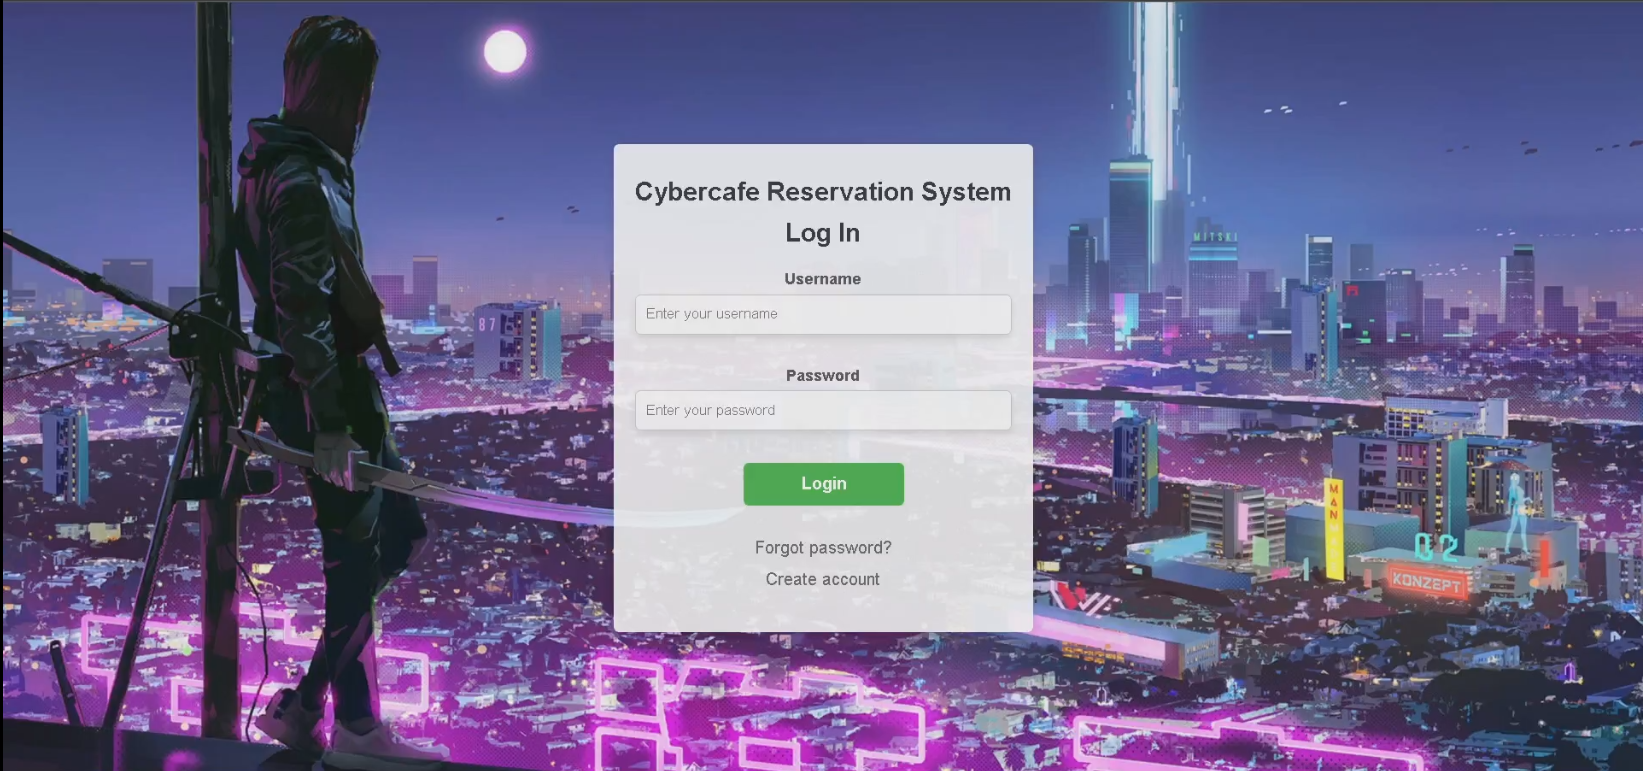 Cybercafe Reservation System
Log In
Username
Enter your username
Password
Enter your password
Login
Forgot password?
Create account
MITSKI
87
MAN
02
KONZEPT